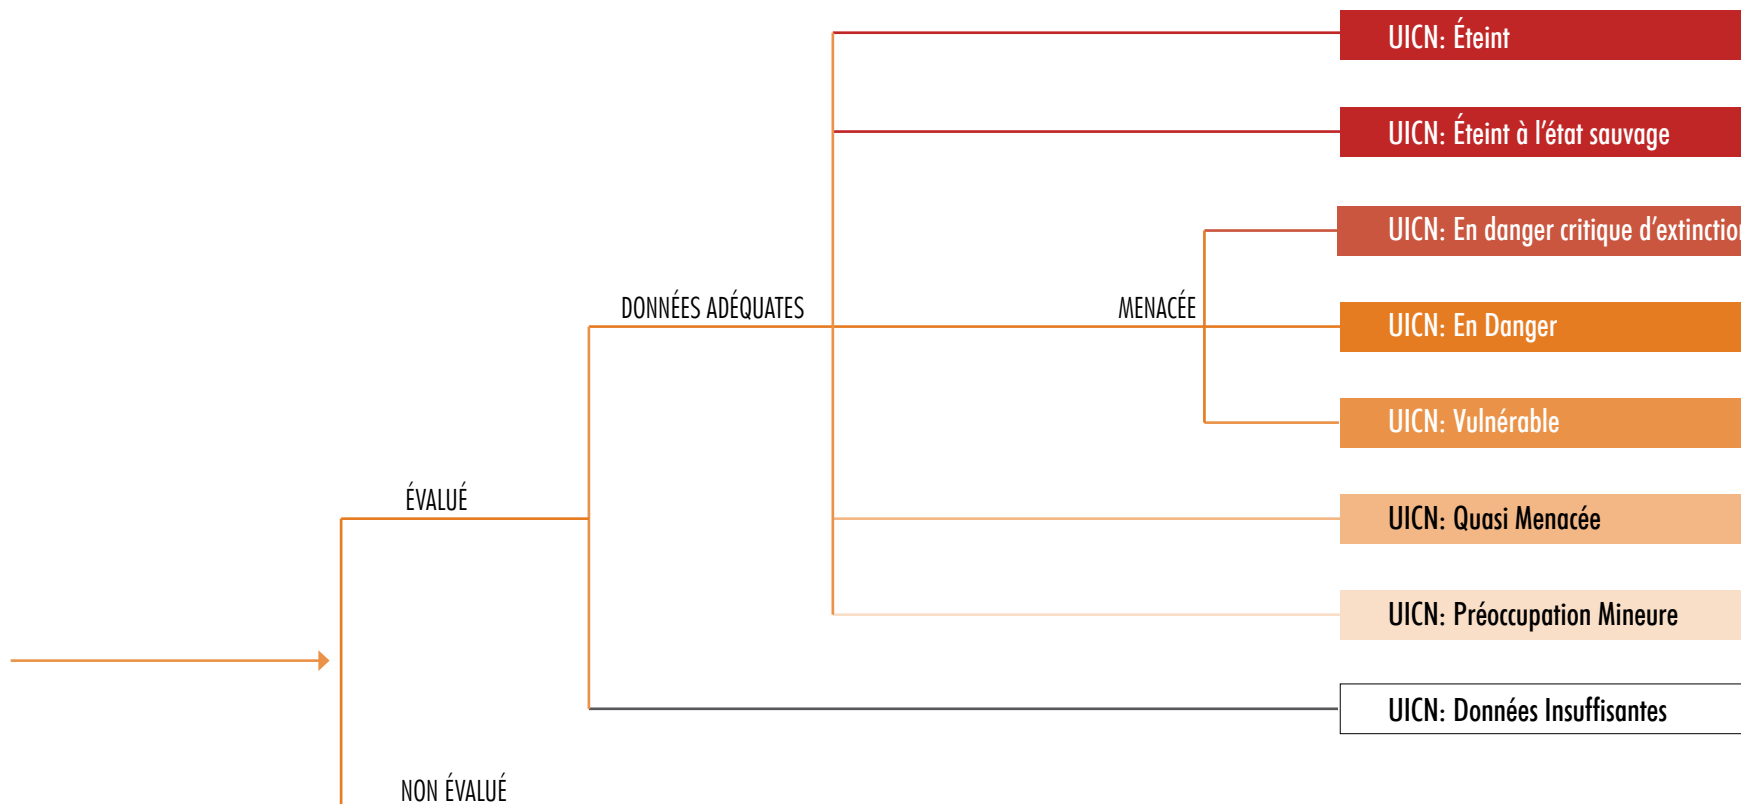 UICN: Éteint
UICN: Éteint à l'état sauvage
UICN: En danger critique d'extinction
DONNÉES ADÉQUATES
MENACÉE
UICN: En Danger
UICN: Vulnérable
ÉVALUÉ
UICN: Quasi Menacée
UICN: Préoccupation Mineure
UICN: Données Insuffisantes
NON ÉVALUÉ